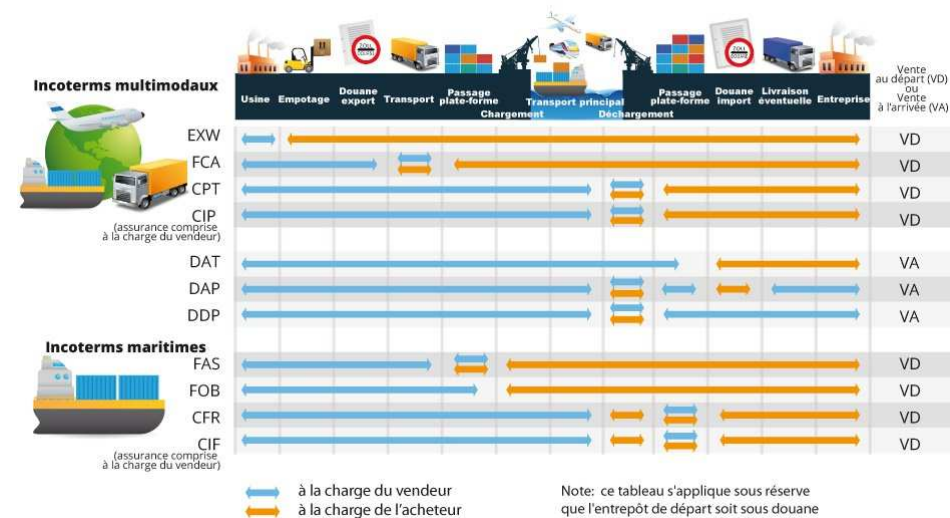 Incoterms multimodaux
Usine
Empotage
Douane
export
Transport
Passage
plate-forme
Chargement
Transport principal
Déchargement
Passage
plate-forme
Douane
import
Livraison
éventuelle
Entreprise
Vente
au départ (VD)
ou
Vente
à l'arrivée (VA)
EXW VD
FCA VD
CPT VD
CIP VD
(assurance comprise
à la charge du vendeur)
DAT VA
DAP VA
DDP VA
Incoterms maritimes
FAS VD
FOB VD
CFR VD
CIF VD
(assurance comprise
à la charge du vendeur)
à la charge du vendeur
à la charge de l'acheteur
Note: ce tableau s'applique sous réserve
que l'entrepôt de départ soit sous douane